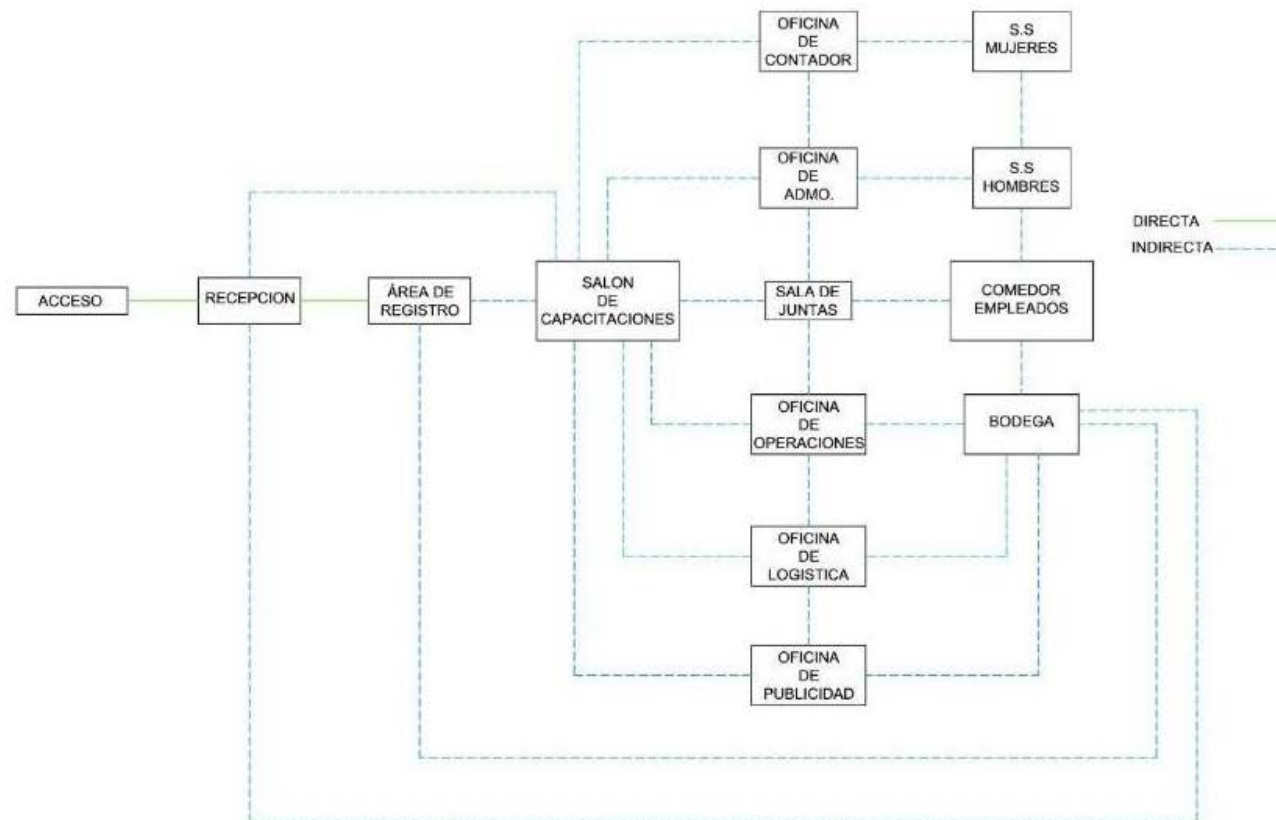 OFICINA
DE
CONTADOR
S.S
MUJERES
OFICINA
DE
ADMO.
S.S
HOMBRES
DIRECTA
INDIRECTA
ACCESO
RECEPCION
ÁREA DE
REGISTRO
SALON
DE
CAPACITACIONES
SALA DE
JUNTAS
COMEDOR
EMPLEADOS
OFICINA
DE
OPERACIONES
BODEGA
OFICINA
DE
LOGISTICA
OFICINA
DE
PUBLICIDAD